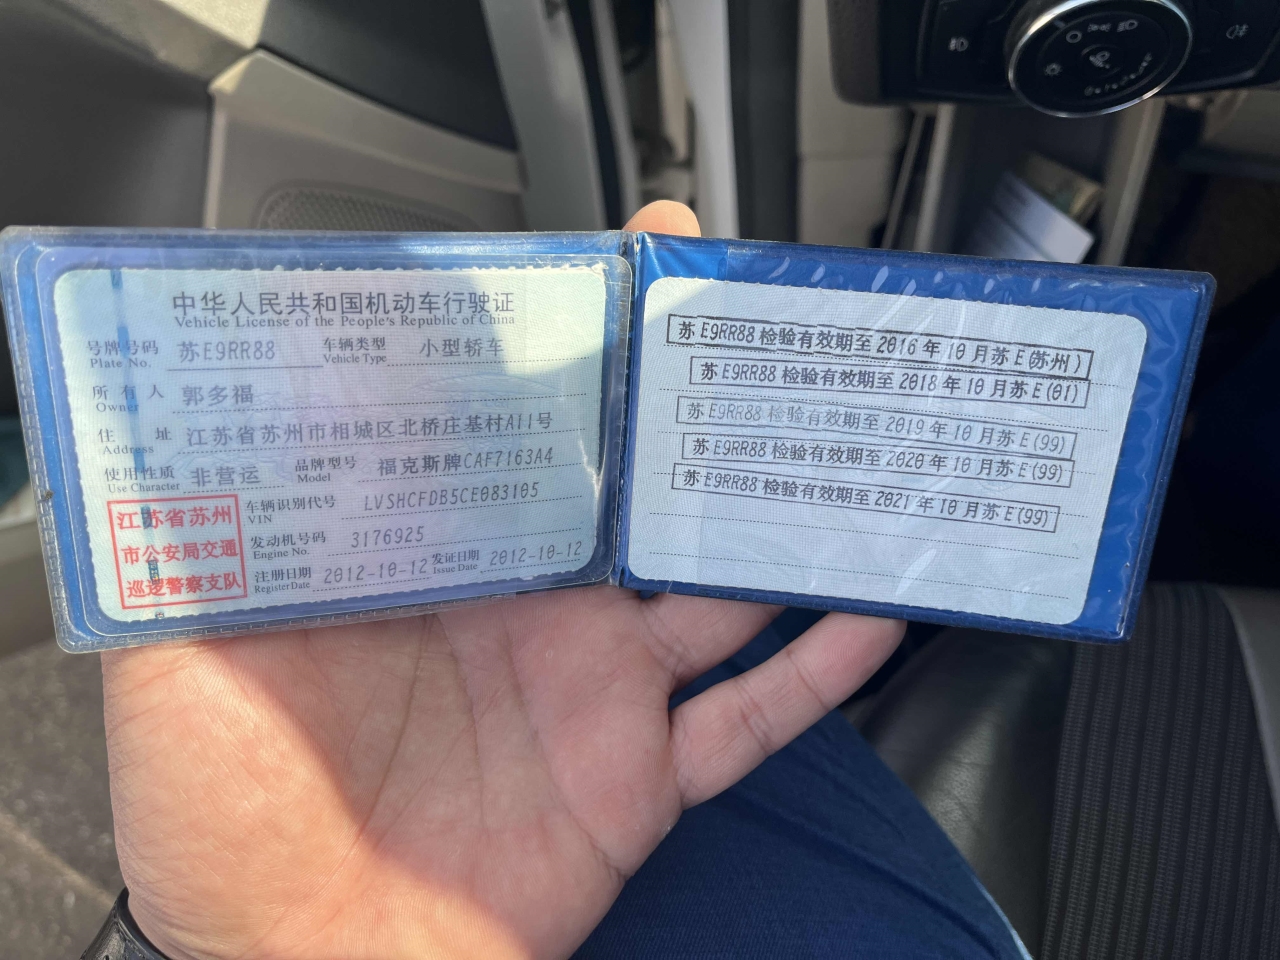 中华人民共和国机动车行驶证
Vehicle License of the People's Republic of China
号牌号码 苏E9RR88 车辆类型 小型轿车
Plate No. Vehicle Type
所有人 郭多福
Owner
住址 江苏省苏州市相城区北桥庄基村A11号
Address
使用性质 非营运 品牌型号 福克斯牌CAF7163A4
Use Character Model
江苏省苏州
市公安局交通
巡逻警察支队
车辆识别代号 LVSHCFDB5CE083105
VIN
发动机号码 3176925
Engine No.
注册日期 2012-10-12 发证日期 2012-10-12
Register Date Issue Date
苏E9RR88检验有效期至2016年10月苏E(苏州)
苏E9RR88检验有效期至2018年10月苏E(01)
苏E9RR88检验有效期至2019年10月苏E(99)
苏E9RR88检验有效期至2020年10月苏E(99)
苏E9RR88检验有效期至2021年10月苏E(99)